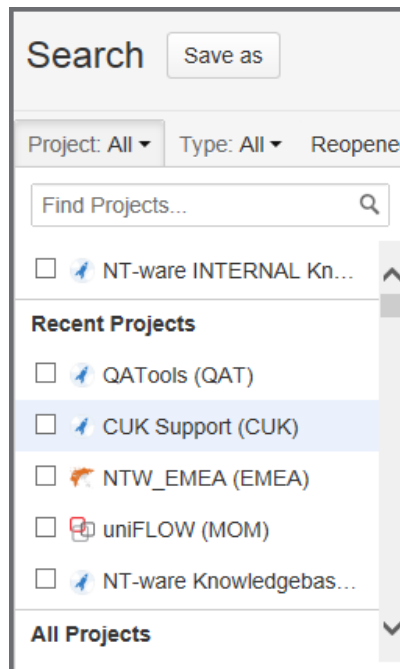 Search Save as
Project: All Type: All Reopene
Find Projects...
NT-ware INTERNAL Kn...
Recent Projects
QATools (QAT)
CUK Support (CUK)
NTW_EMEA (EMEA)
uniFLOW (MOM)
NT-ware Knowledgebas...
All Projects